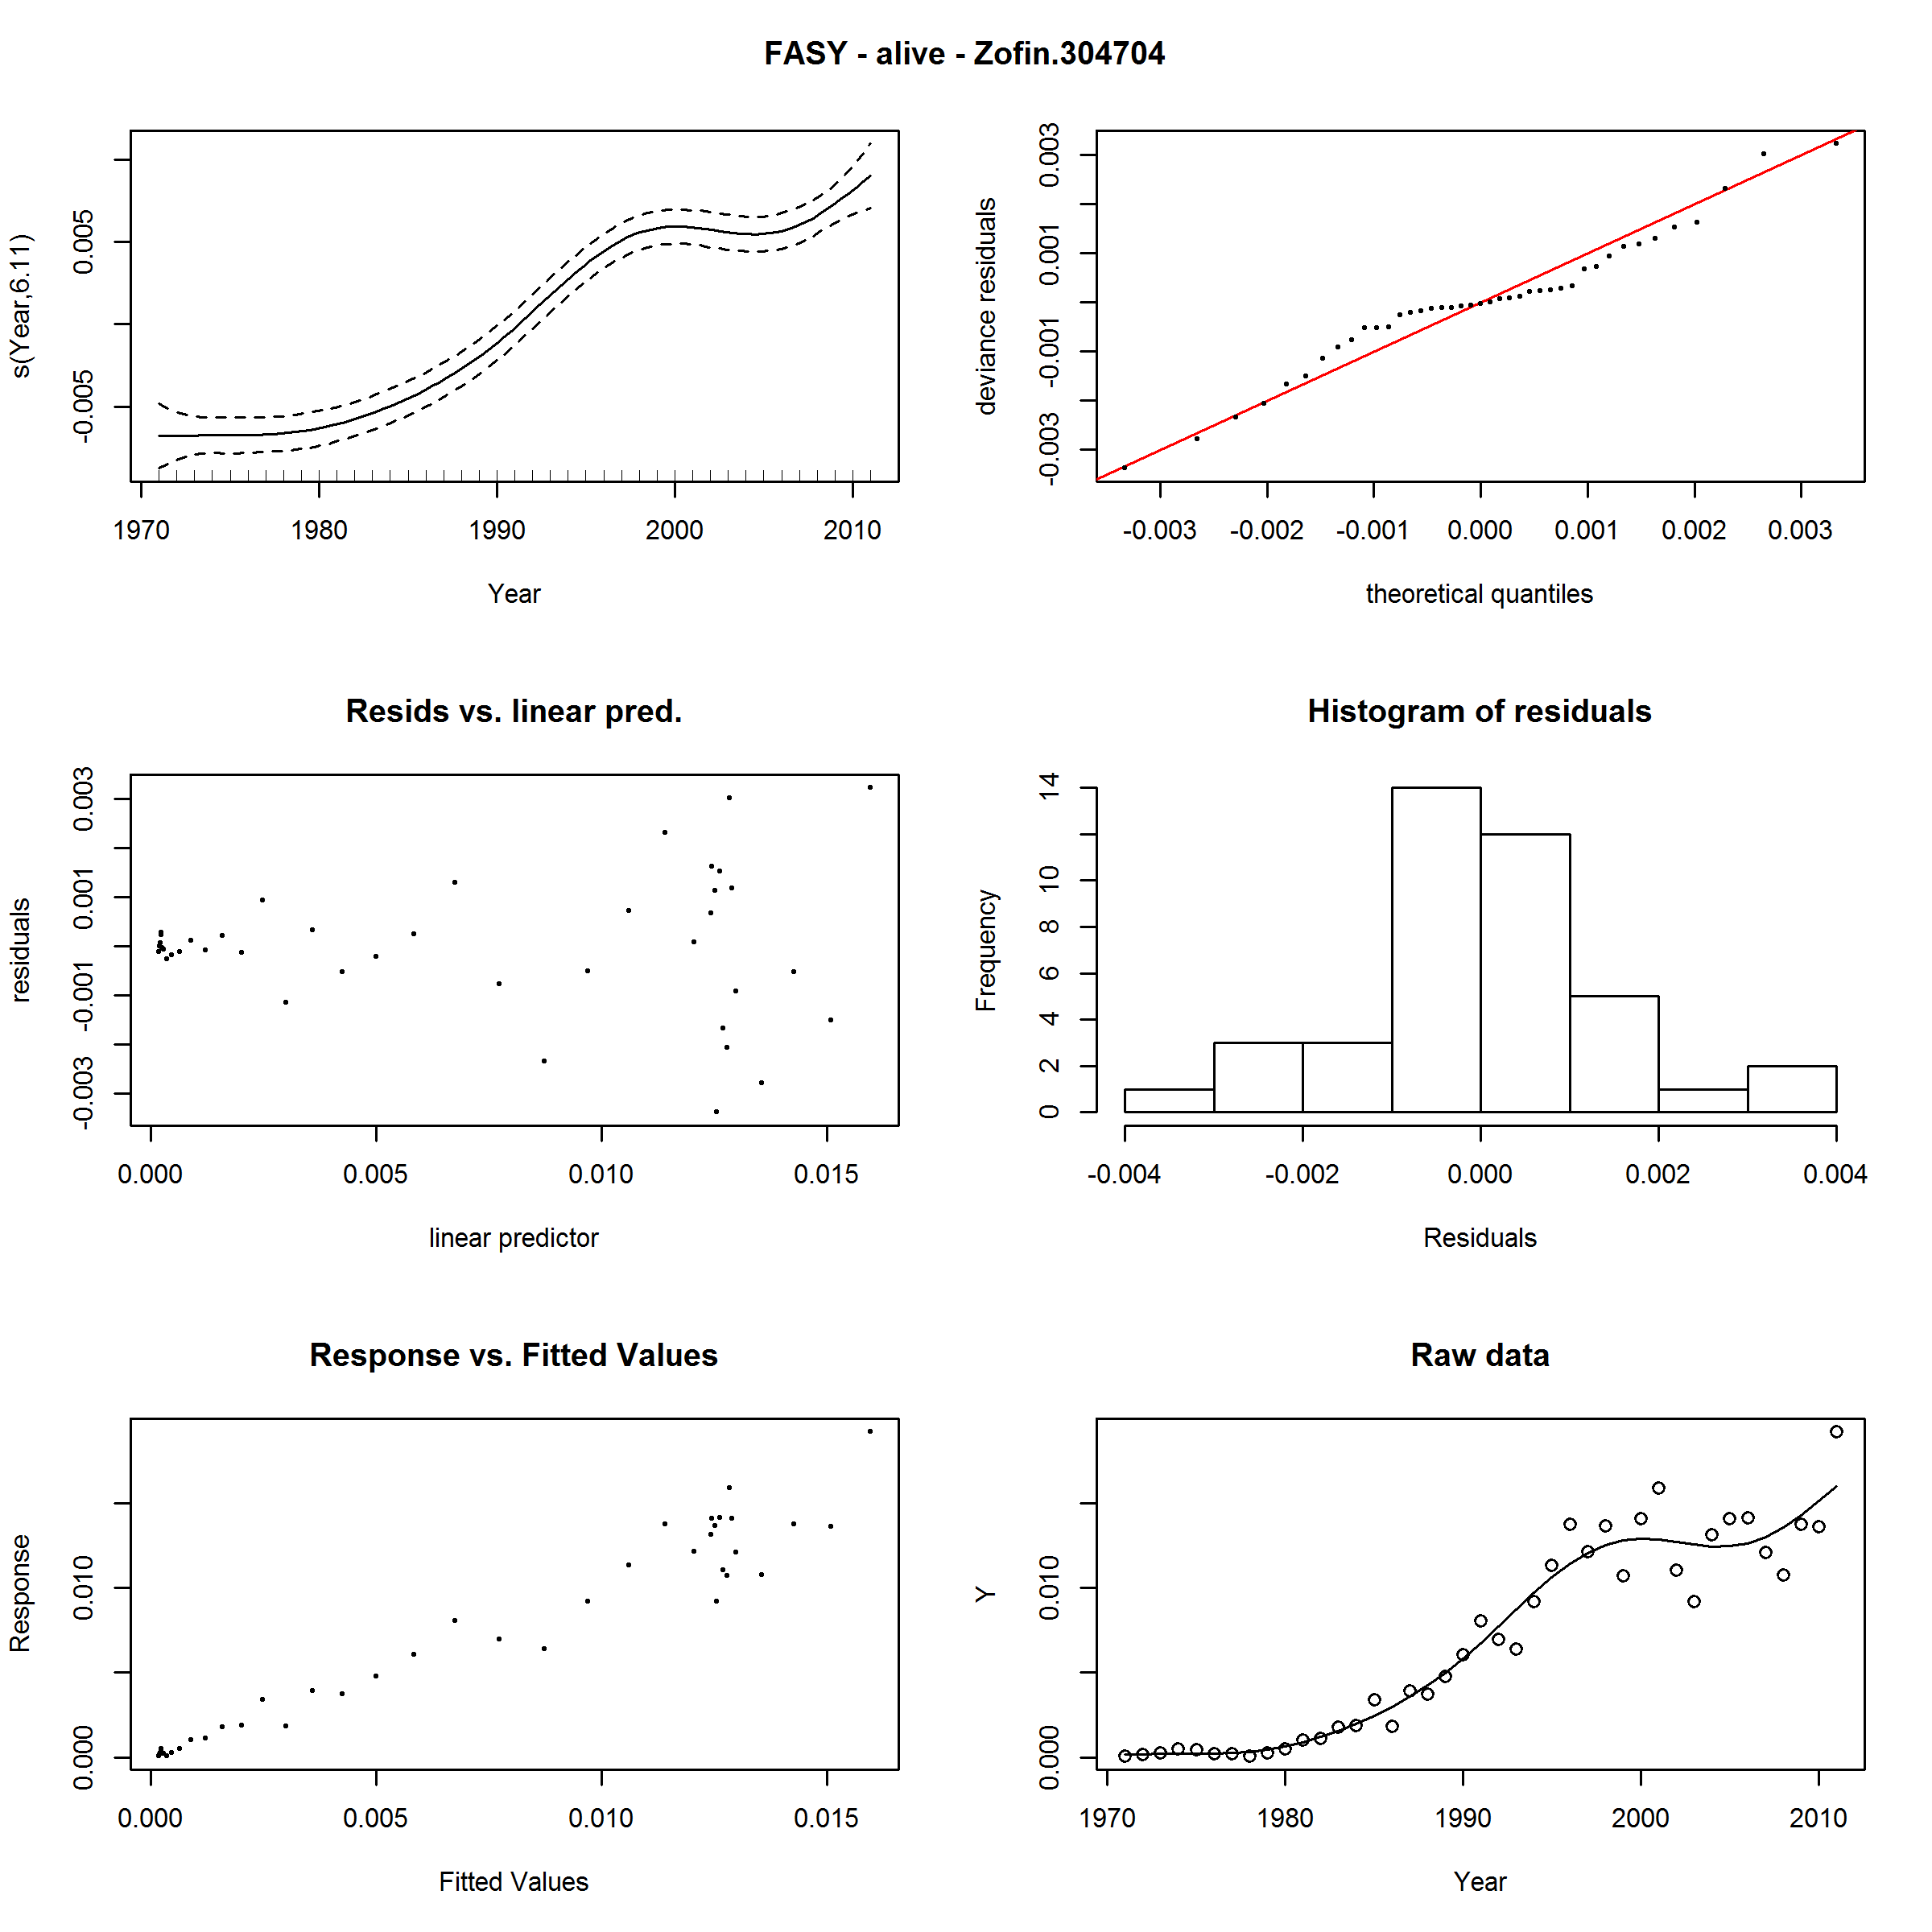 FASY - alive - Zofin.304704
s(Year,6.11)
-0.005 0.005
1970 1980 1990 2000 2010
Year
deviance residuals
-0.003 -0.001 0.001 0.003
-0.003 -0.002 -0.001 0.000 0.001 0.002 0.003
theoretical quantiles
Resids vs. linear pred.
residuals
-0.003 -0.001 0.001 0.003
0.000 0.005 0.010 0.015
linear predictor
Histogram of residuals
Frequency
0 2 4 6 8 10 14
-0.004 -0.002 0.000 0.002 0.004
Residuals
Response vs. Fitted Values
Response
0.000 0.010
0.000 0.005 0.010 0.015
Fitted Values
Raw data
Y
0.000 0.010
1970 1980 1990 2000 2010
Year